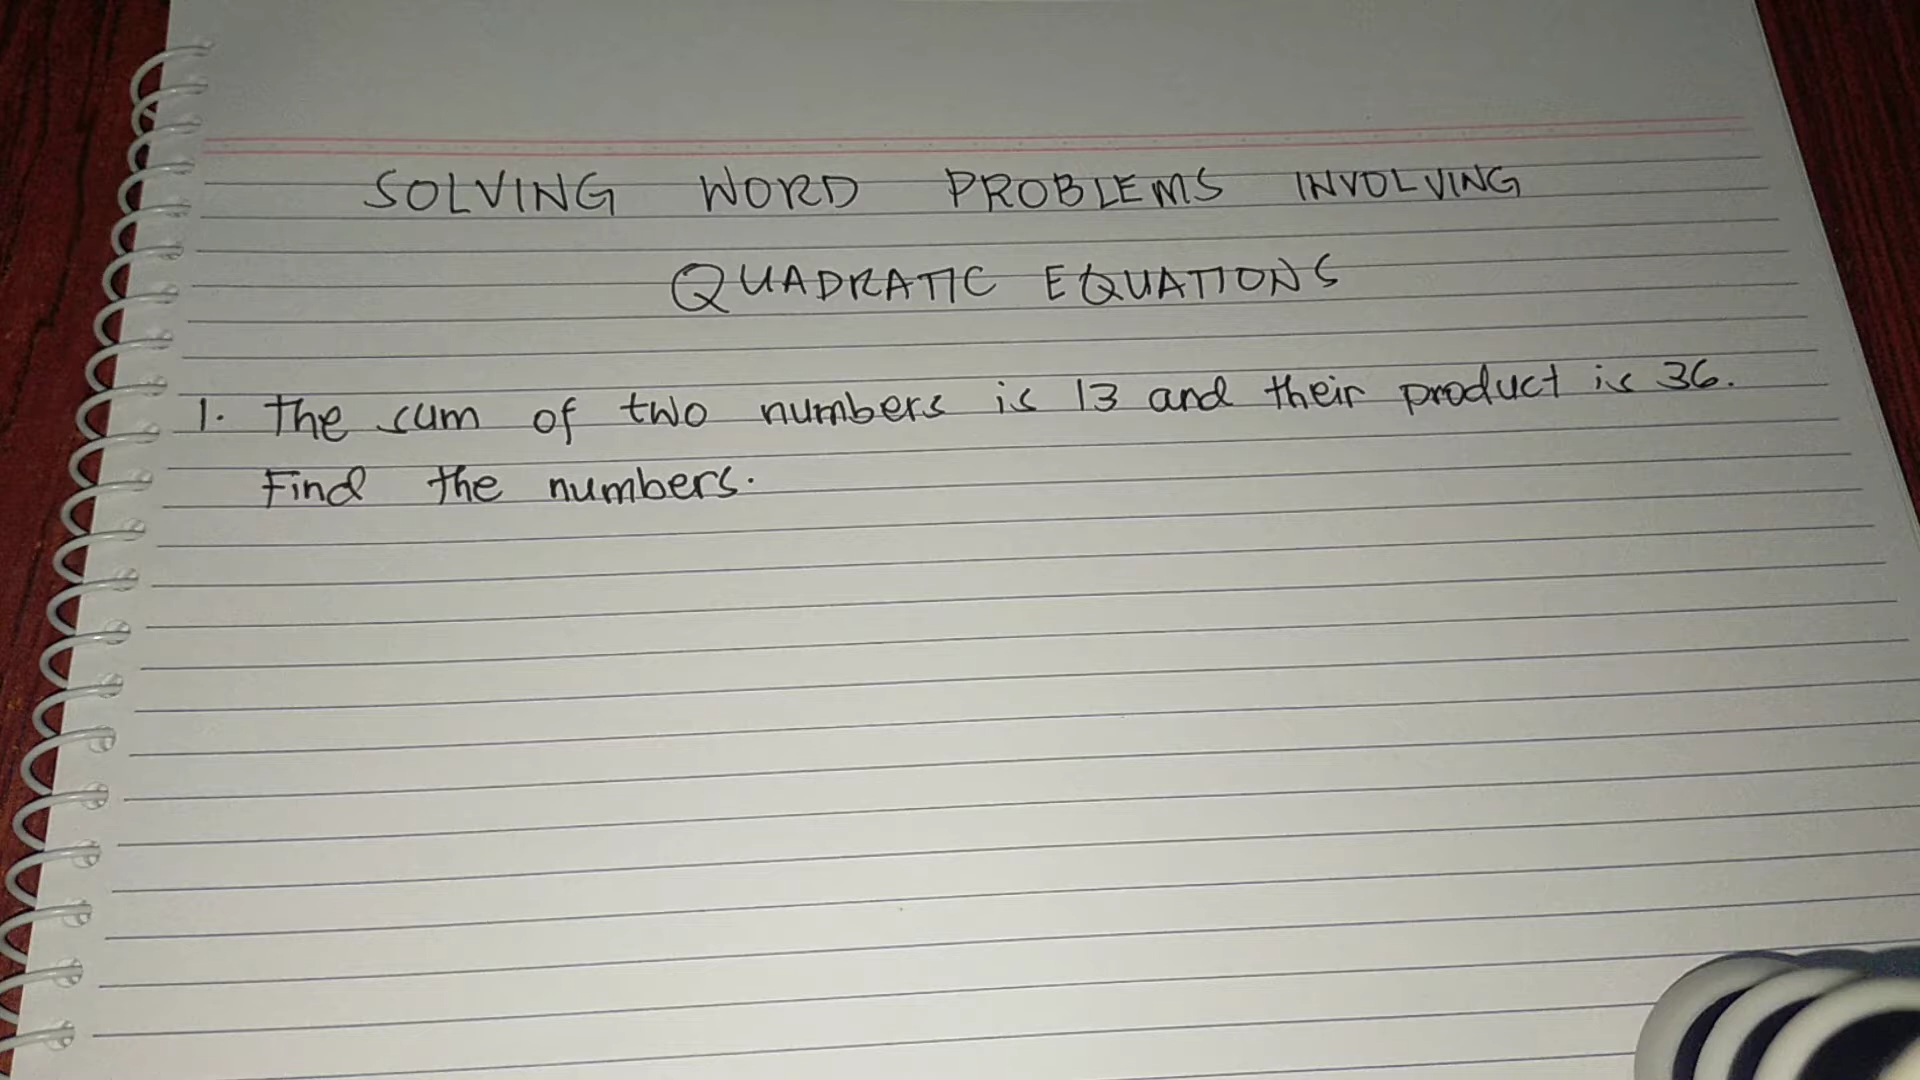 SOLVING WORD PROBLEMS INVOLVING
QUADRATIC EQUATIONS
1. The sum of two numbers is 13 and their product is 36.
Find the numbers.